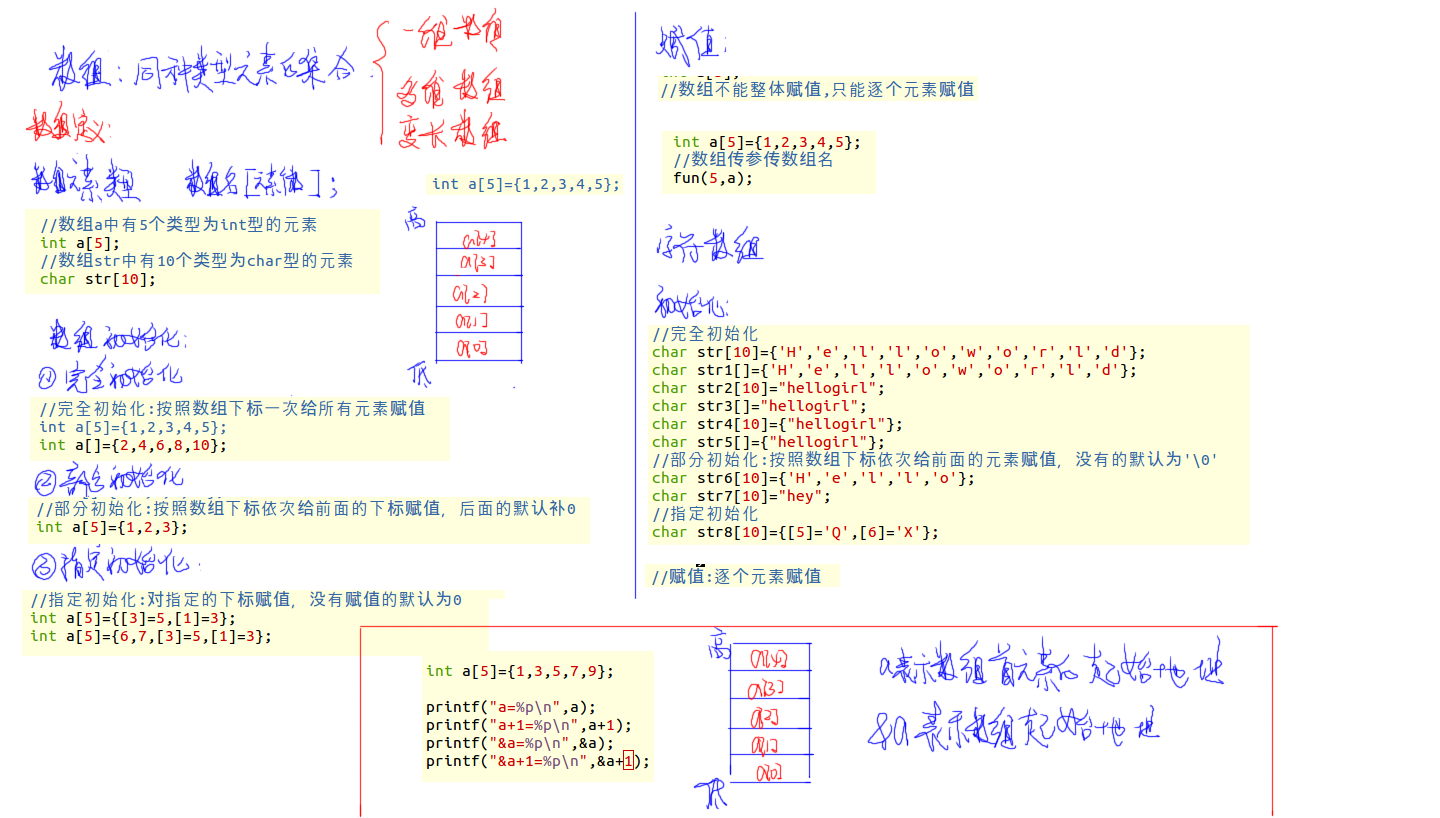 数组：同种类型元素的集合
一维数组
多维数组
变长数组
数组定义：
数组元素类型 数组名[元素个数]；
//数组a中有5个类型为int型的元素
int a[5];
//数组str中有10个类型为char型的元素
char str[10];
int a[5]={1,2,3,4,5};
高
a[4]
a[3]
a[2]
a[1]
a[0]
低
数组初始化：
①完全初始化
//完全初始化:按照数组下标一次给所有元素赋值
int a[5]={1,2,3,4,5};
int a[]={2,4,6,8,10};
②部分初始化
//部分初始化:按照数组下标依次给前面的下标赋值, 后面的默认补0
int a[5]={1,2,3};
③指定初始化.
//指定初始化:对指定的下标赋值, 没有赋值的默认为0
int a[5]={[3]=5,[1]=3};
int a[5]={6,7,[3]=5,[1]=3};
赋值：
//数组不能整体赋值,只能逐个元素赋值
int a[5]={1,2,3,4,5};
//数组传参传数组名
fun(5,a);
字符数组
初始化：
//完全初始化
char str[10]={'H','e','l','l','o','w','o','r','l','d'};
char str1[]={'H','e','l','l','o','w','o','r','l','d'};
char str2[10]="hellogirl";
char str3[]="hellogirl";
char str4[10]={"hellogirl"};
char str5[]={"hellogirl"};
//部分初始化:按照数组下标依次给前面的元素赋值, 没有的默认为'\0'
char str6[10]={'H','e','l','l','o'};
char str7[10]="hey";
//指定初始化
char str8[10]={[5]='Q',[6]='X'};
//赋值:逐个元素赋值
int a[5]={1,3,5,7,9};
printf("a=%p\n",a);
printf("a+1=%p\n",a+1);
printf("&a=%p\n",&a);
printf("&a+1=%p\n",&a+1);
高
a[4]
a[3]
a[2]
a[1]
a[0]
低
a表示数组首元素的起始地址
&a表示数组起始地址